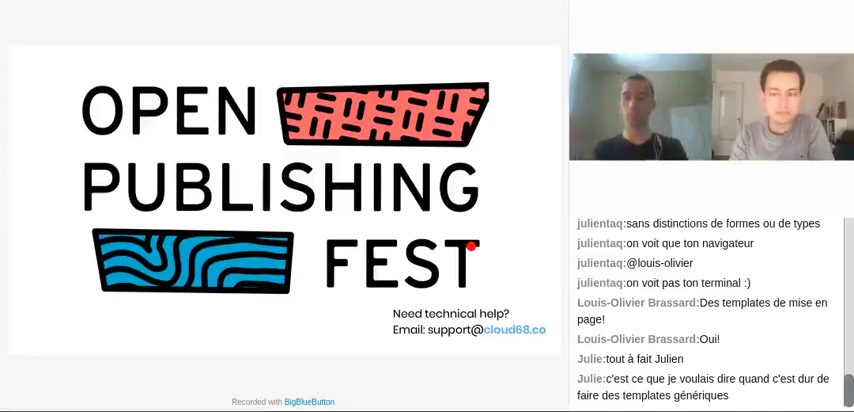 OPEN
PUBLISHING
FEST
Need technical help?
Email: support@cloud68.co
Recorded with BigBlueButton.
julientaq:sans distinctions de formes ou de types
julientaq:on voit que ton navigateur
julientaq:@louis-olivier
julientaq:on voit pas ton terminal :)
Louis-Olivier Brassard:Des templates de mise en
page!
Louis-Olivier Brassard:Oui!
Julie:tout à fait Julien
Julie:c'est ce que je voulais dire quand c'est dur de
faire des templates génériques